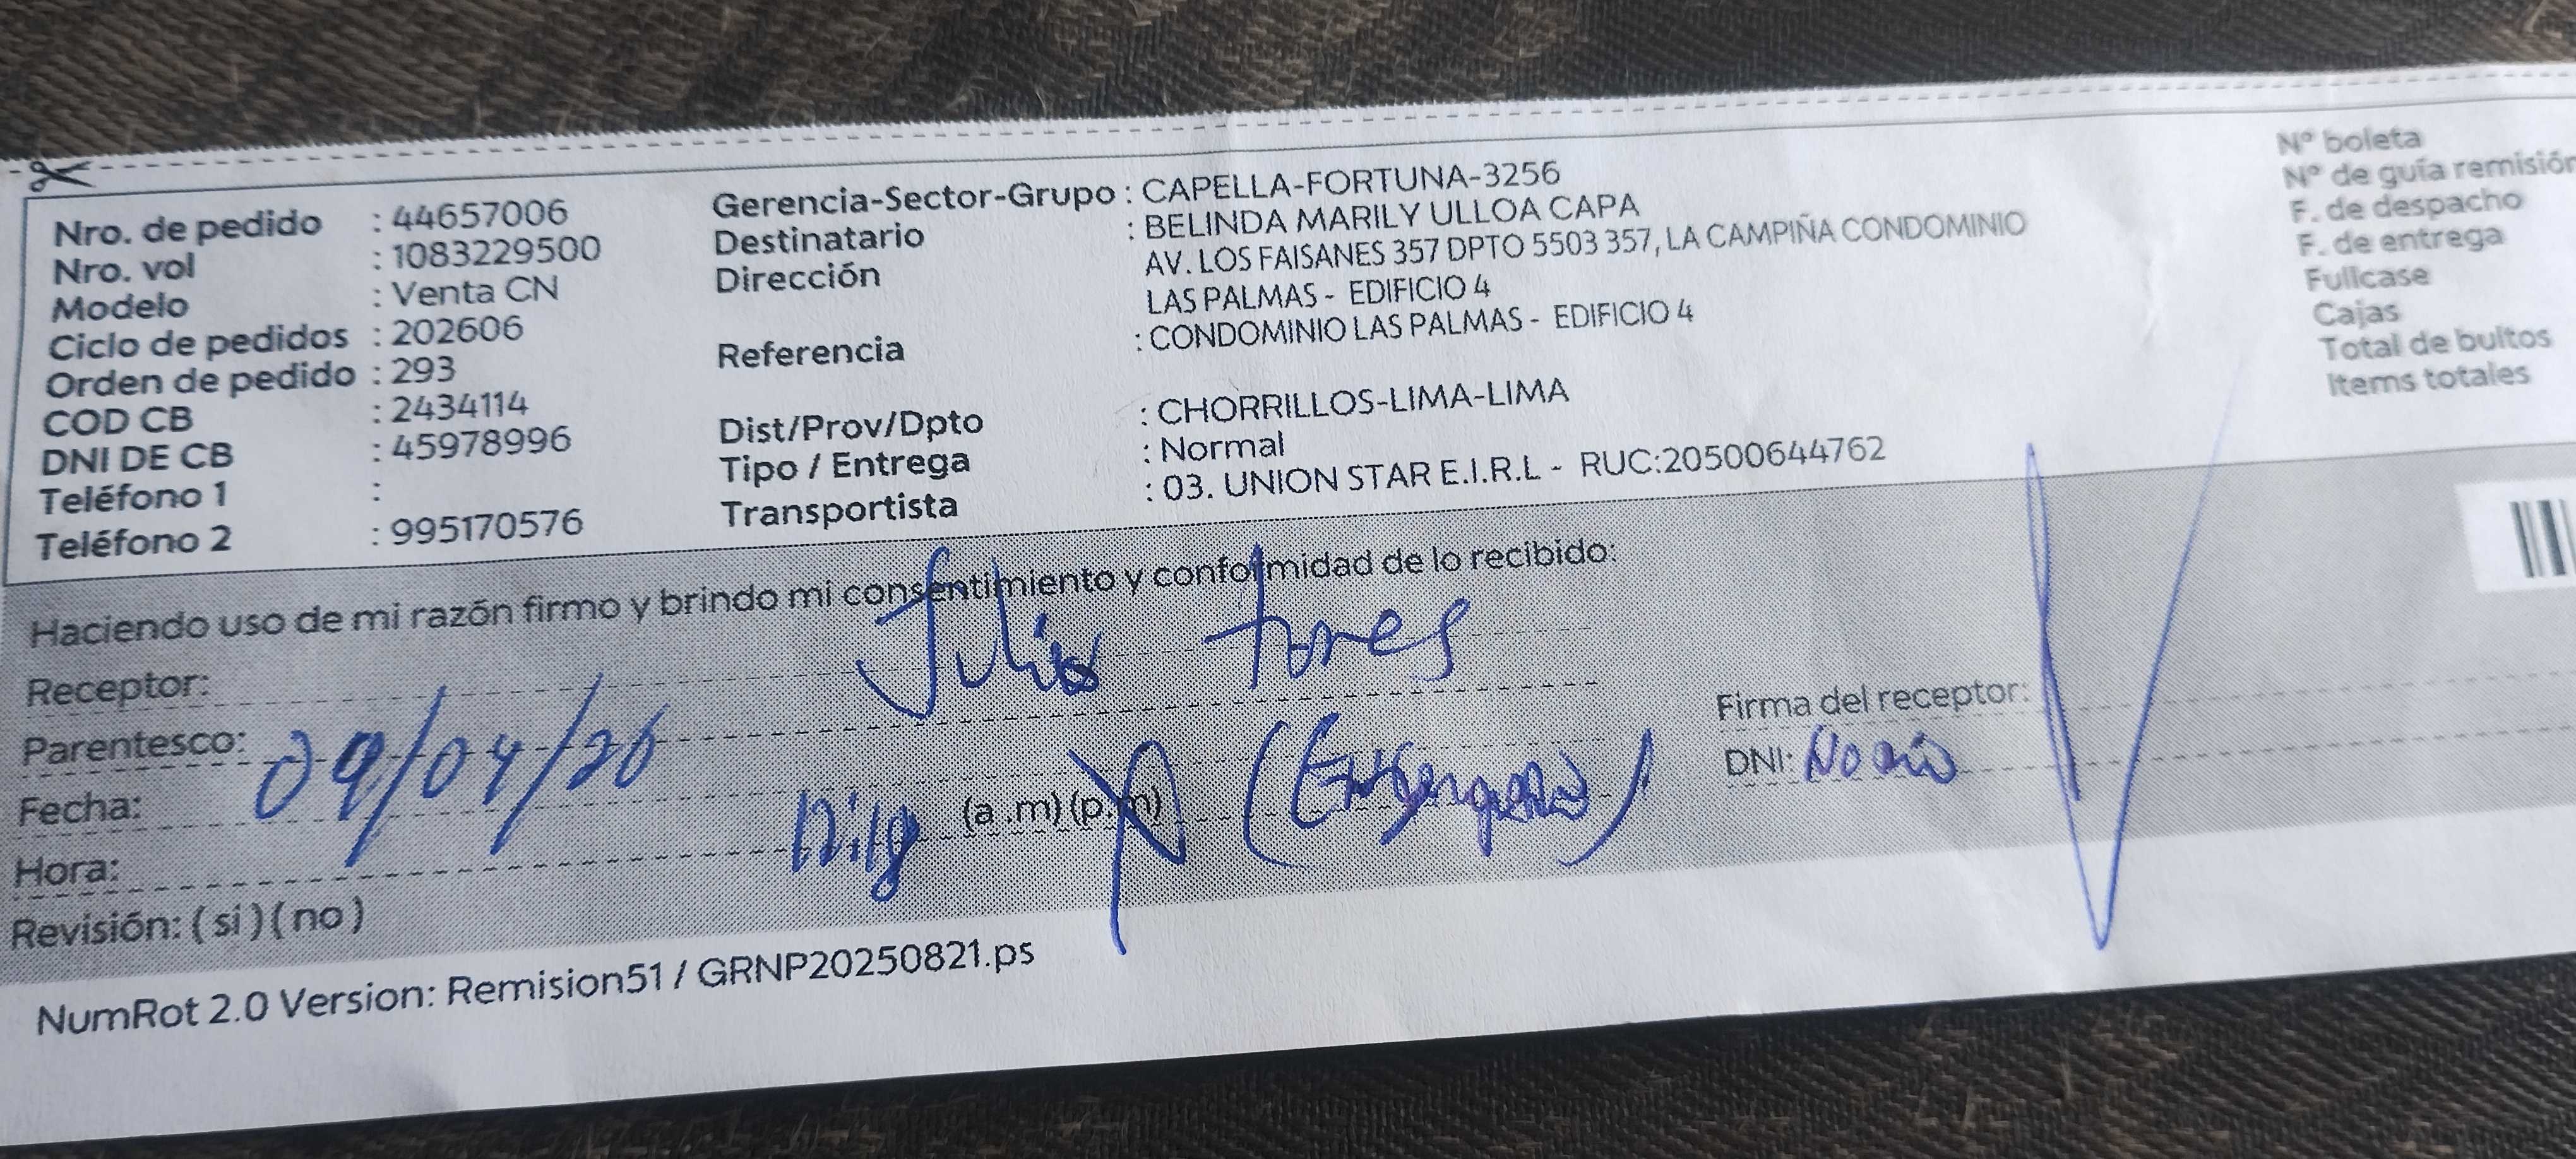 Nro. de pedido : 44657006
Nro. vol : 1083229500
Modelo : Venta CN
Ciclo de pedidos : 202606
Orden de pedido : 293
COD CB : 2434114
DNI DE CB : 45978996
Teléfono 1 :
Teléfono 2 : 995170576
Gerencia-Sector-Grupo : CAPELLA-FORTUNA-3256
Destinatario : BELINDA MARILY ULLOA CAPA
Dirección AV. LOS FAISANES 357 DPTO 5503 357, LA CAMPIÑA CONDOMINIO
LAS PALMAS - EDIFICIO 4
Referencia : CONDOMINIO LAS PALMAS - EDIFICIO 4
Dist/Prov/Dpto : CHORRILLOS-LIMA-LIMA
Tipo / Entrega : Normal
Transportista : 03. UNION STAR E.I.R.L - RUC:20500644762
N° boleta
N° de guía remisión
F. de despacho
F. de entrega
Fullcase
Cajas
Total de bultos
Items totales
Haciendo uso de mi razón firmo y brindo mi consentimiento y conformidad de lo recibido:
Receptor: Julio torres
Parentesco:
Fecha: 09/04/26
Hora: (a .m) (p.m)
Revisión: ( si ) ( no )
Firma del receptor:
DNI: No dio
NumRot 2.0 Version: Remision51 / GRNP20250821.ps